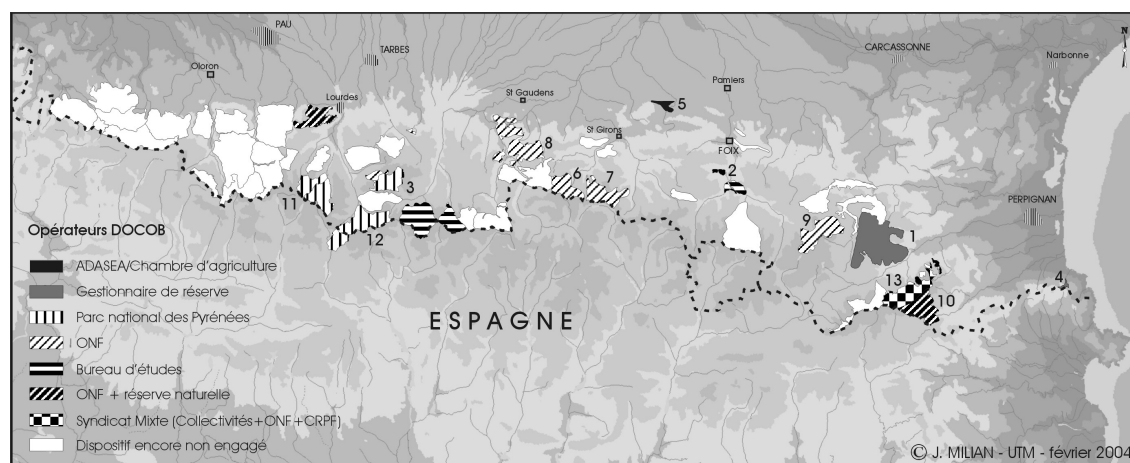 PAU
TARBES
Oloron
Lourdes
St Gaudens
St Girons
Pamiers
FOIX
CARCASSONNE
Narbonne
PERPIGNAN
N
5
8
6
7
2
3
11
12
9
1
13
10
4
ESPAGNE
Opérateurs DOCOB
ADASEA/Chambre d'agriculture
Gestionnaire de réserve
Parc national des Pyrénées
ONF
Bureau d'études
ONF + réserve naturelle
Syndicat Mixte (Collectivités+ONF+CRPF)
Dispositif encore non engagé
© J. MILIAN - UTM - février 2004